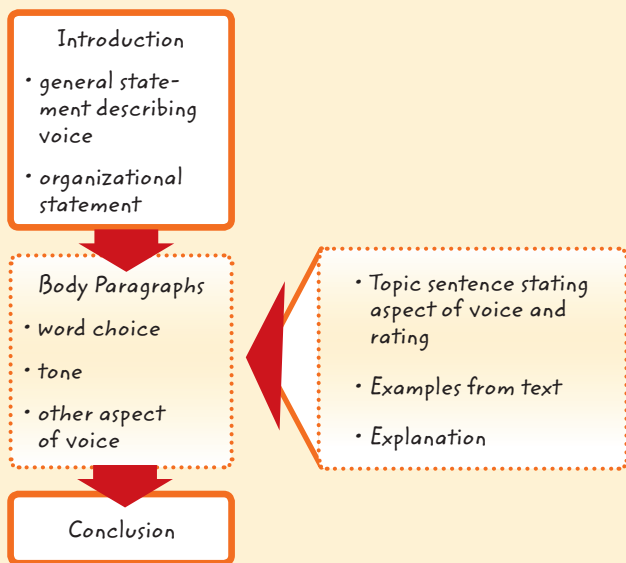 Introduction
• general state-
ment describing
voice
• organizational
statement
Body Paragraphs
• word choice
• tone
• other aspect
of voice
• Topic sentence stating
aspect of voice and
rating
• Examples from text
• Explanation
Conclusion